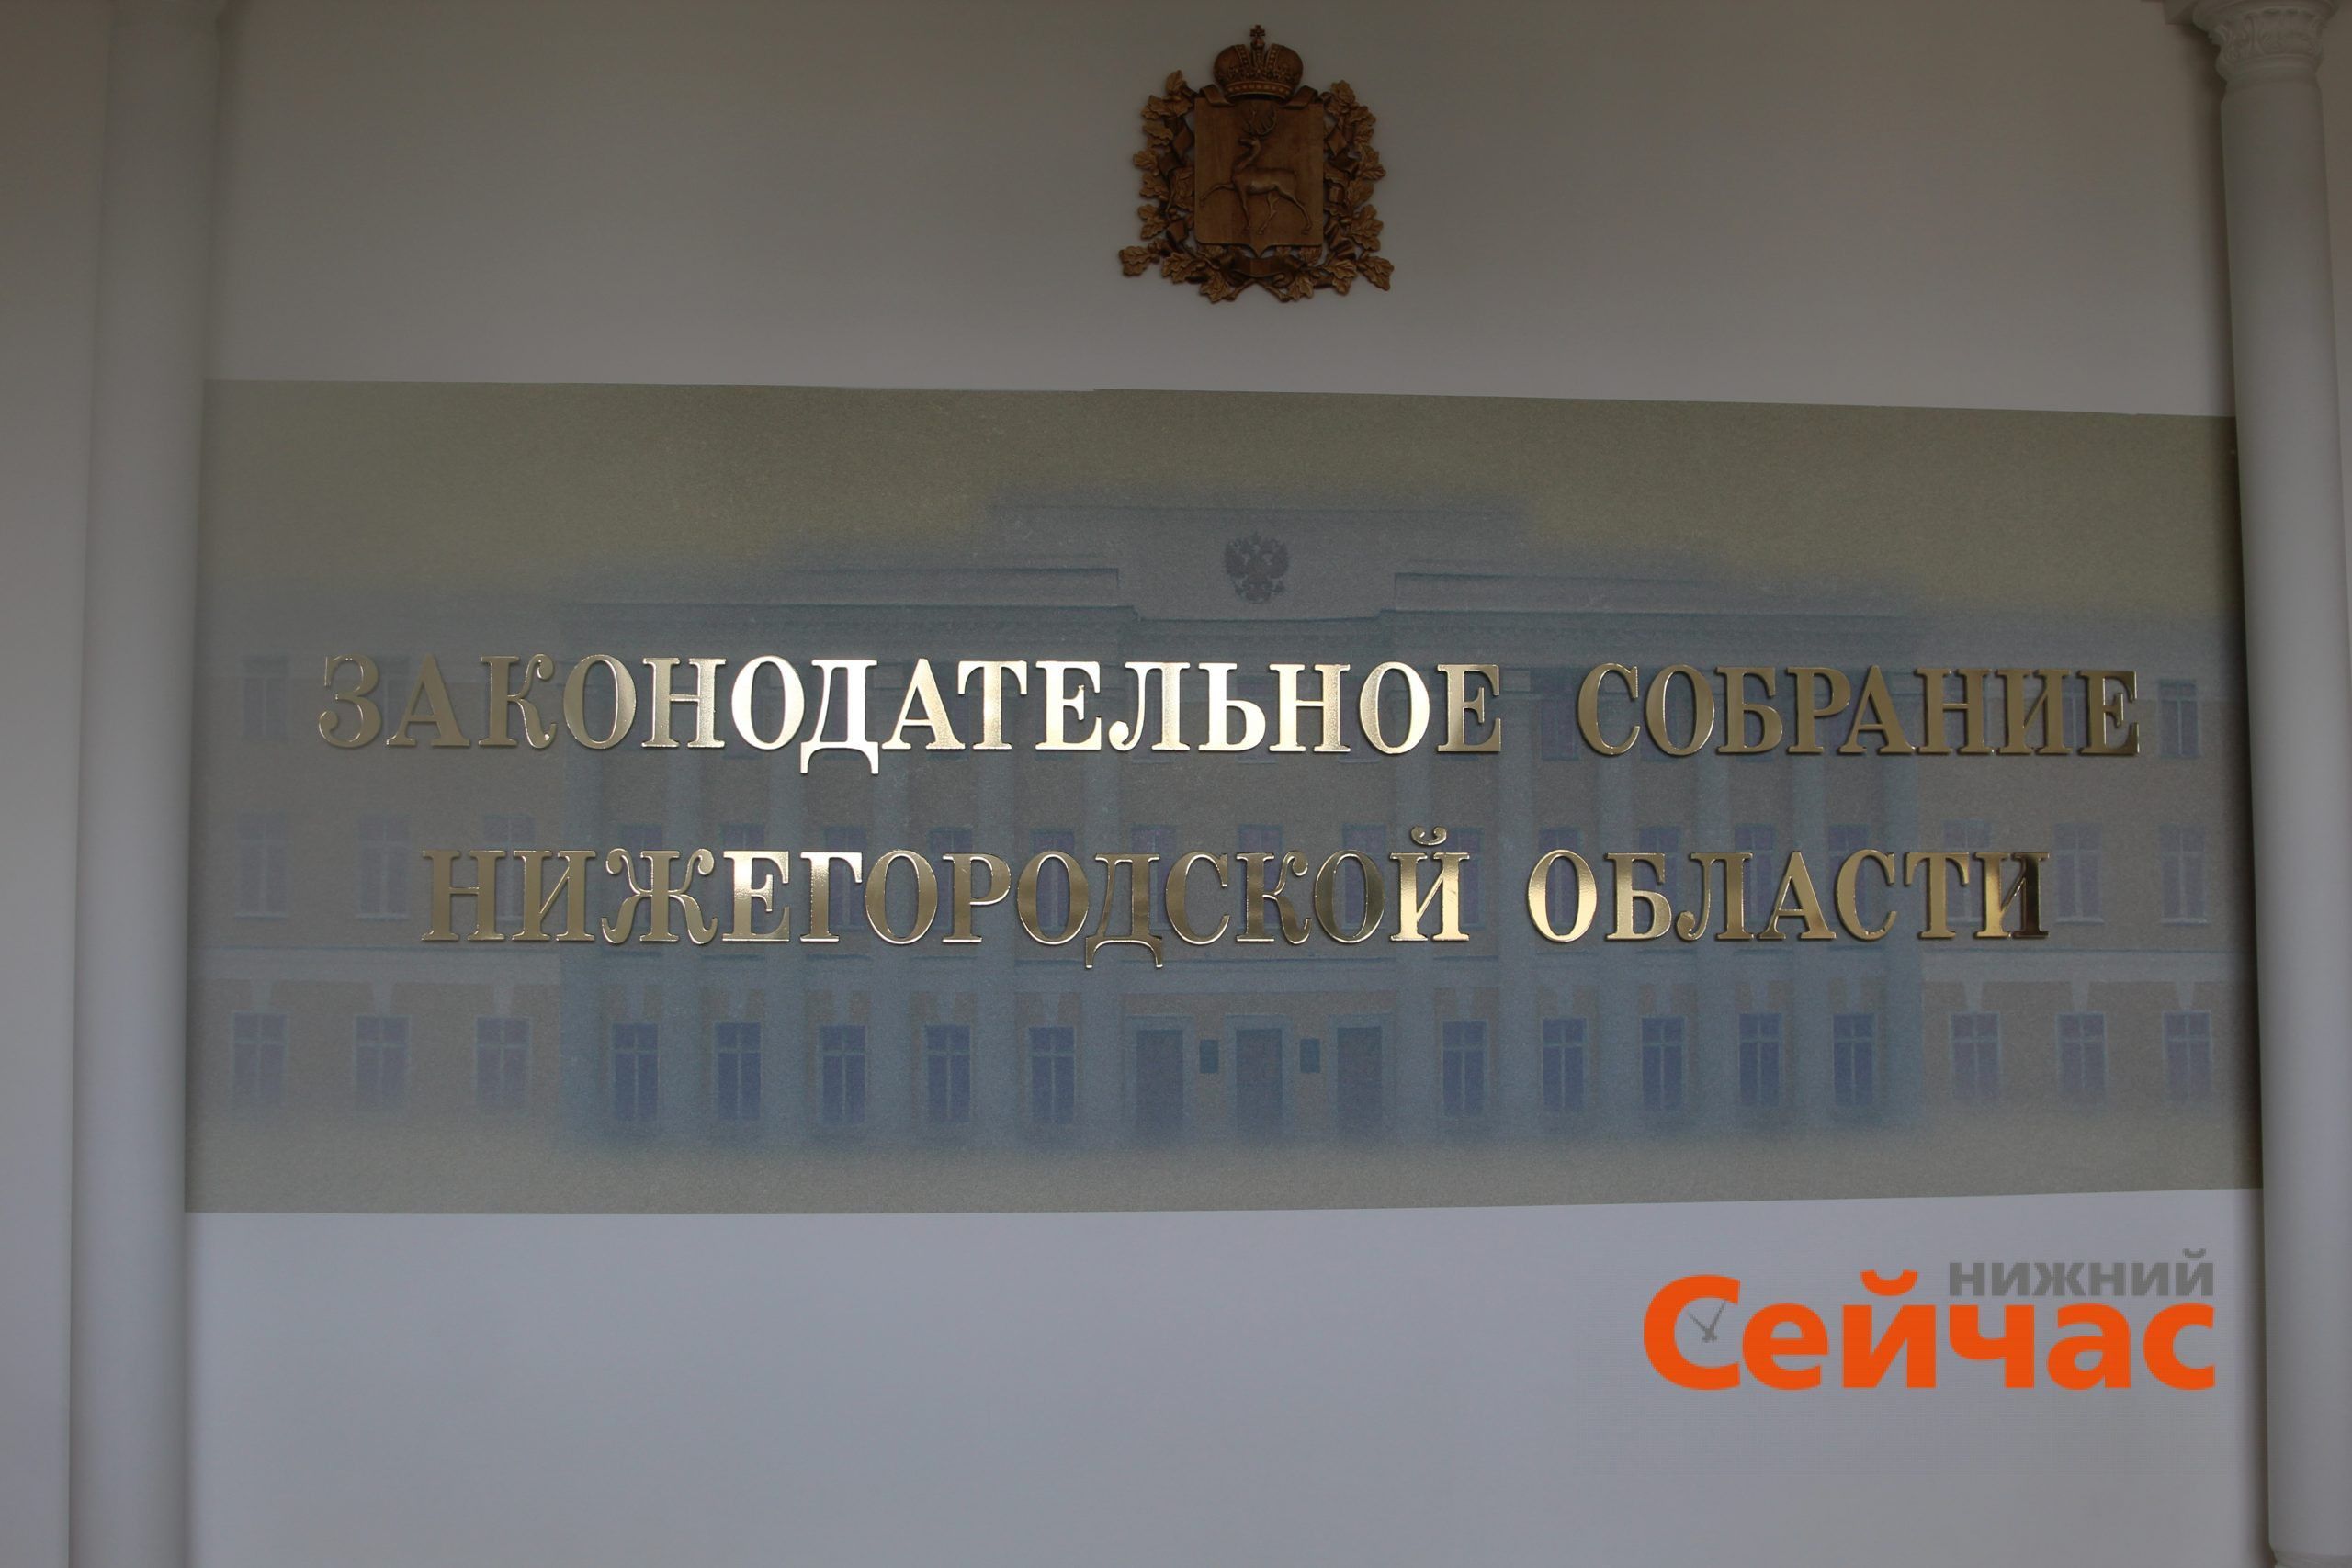 ЗАКОНОДАТЕЛЬНОЕ СОБРАНИЕ
НИЖЕГОРОДСКОЙ ОБЛАСТИ
НИЖНИЙ
Сейчас